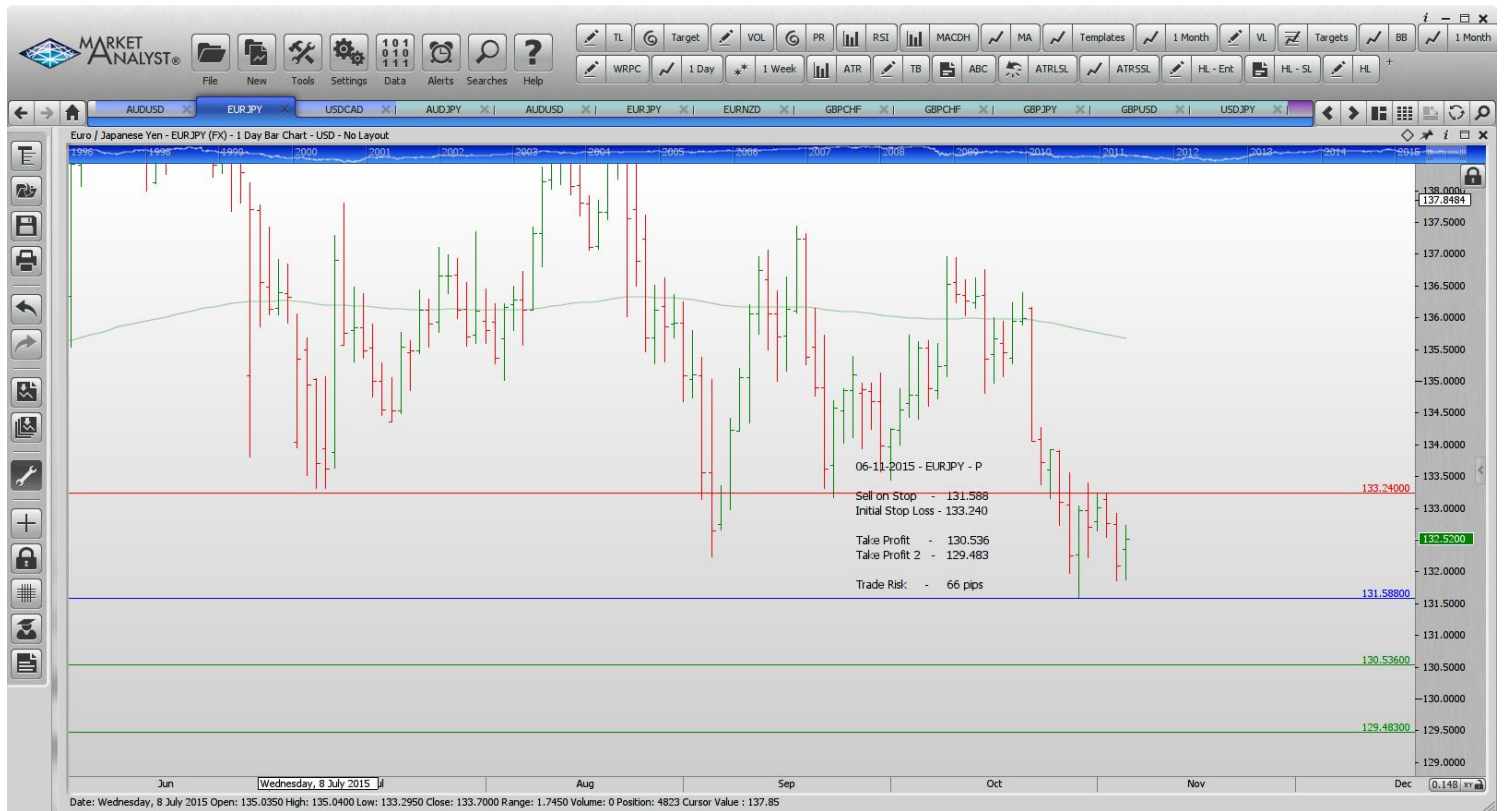 MARKET
ANALYST®
File
New
Tools
Settings
101
010
111
Data
Alerts
Searches
?
Help
TL
Target
VOL
PR
RSI
MACDH
MA
Templates
1 Month
VL
Targets
BB
1 Month
WRPC
1 Day
1 Week
ATR
TB
ABC
ATRLSL
ATRSSL
HL - Ent
HL - SL
HL
+
AUDUSD
EURJPY
USDCAD
AUDJPY
AUDUSD
EURJPY
EURNZD
GBPCHF
GBPCHF
GBPJPY
GBPUSD
USDJPY
Euro / Japanese Yen - EURJPY (FX) - 1 Day Bar Chart - USD - No Layout
1996 1998 1999 2000 2001 2002 2003 2004 2005 2006 2007 2008 2009 2010 2011 2012 2013 2014 2015
138.0000
137.8484
137.5000
137.0000
136.5000
136.0000
135.5000
135.0000
134.5000
134.0000
133.5000
133.24000
133.0000
132.5200
132.0000
131.58800
131.5000
131.0000
130.53600
130.5000
130.0000
129.48300
129.5000
129.0000
06-11-2015 - EURJPY - P
Sell on Stop - 131.588
Initial Stop Loss - 133.240
Take Profit - 130.536
Take Profit 2 - 129.483
Trade Risk - 66 pips
Jun
Wednesday, 8 July 2015
Aug
Sep
Oct
Nov
Dec
0.148 XY
Date: Wednesday, 8 July 2015 Open: 135.0350 High: 135.0400 Low: 133.2950 Close: 133.7000 Range: 1.7450 Volume: 0 Position: 4823 Cursor Value : 137.85